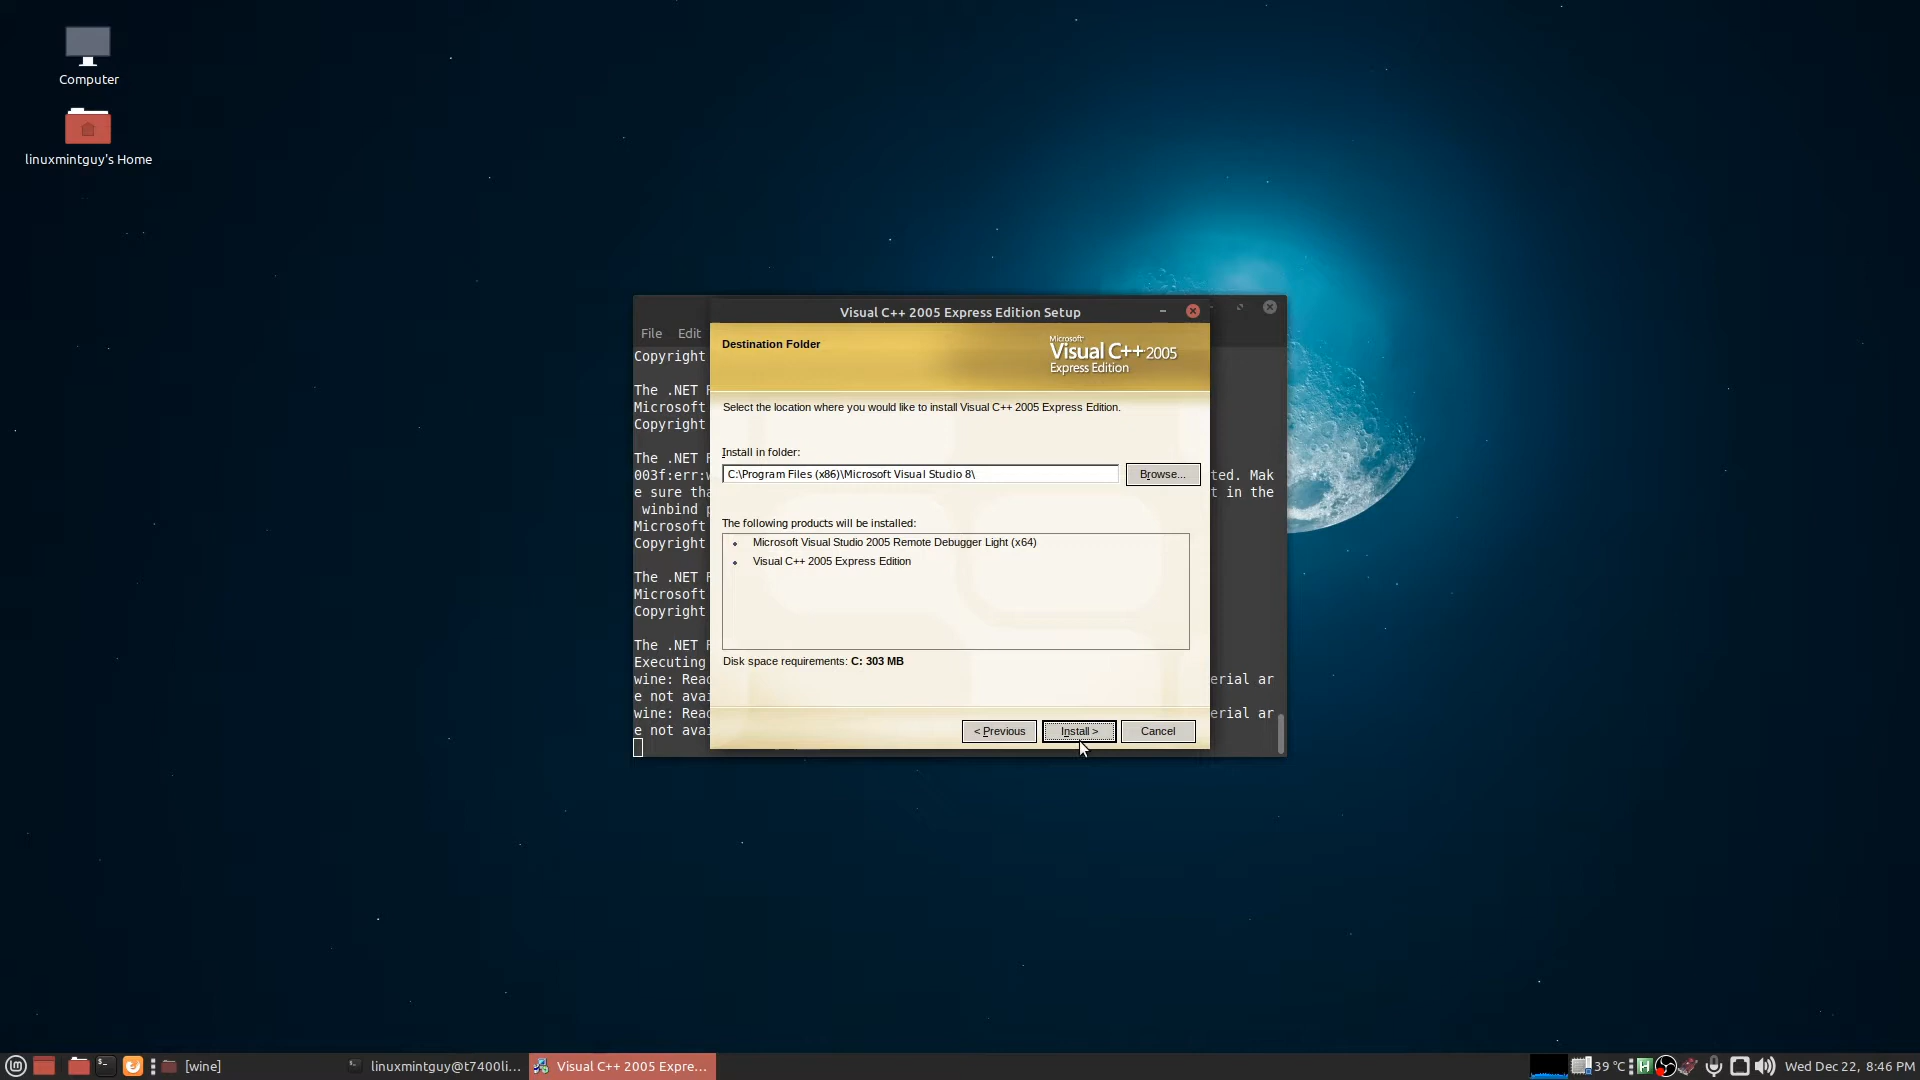 Computer
linuxmintguy's Home
Visual C++ 2005 Express Edition Setup
File Edit
Destination Folder
Microsoft
Visual C++ 2005
Express Edition
Select the location where you would like to install Visual C++ 2005 Express Edition.
Install in folder:
C:\Program Files (x86)\Microsoft Visual Studio 8\
Browse...
The following products will be installed:
• Microsoft Visual Studio 2005 Remote Debugger Light (x64)
• Visual C++ 2005 Express Edition
Disk space requirements: C: 303 MB
< Previous
Install >
Cancel
Copyright
The .NET
Microsoft
Copyright
The .NET
003f:err:w ted. Mak
e sure tha t in the
winbind p
Microsoft
Copyright
The .NET
Microsoft
Copyright
The .NET
Executing
wine: Read erial ar
e not avai
wine: Read erial ar
e not avai
[wine]
linuxmintguy@t7400li...
Visual C++ 2005 Expre...
39 °C
Wed Dec 22, 8:46 PM